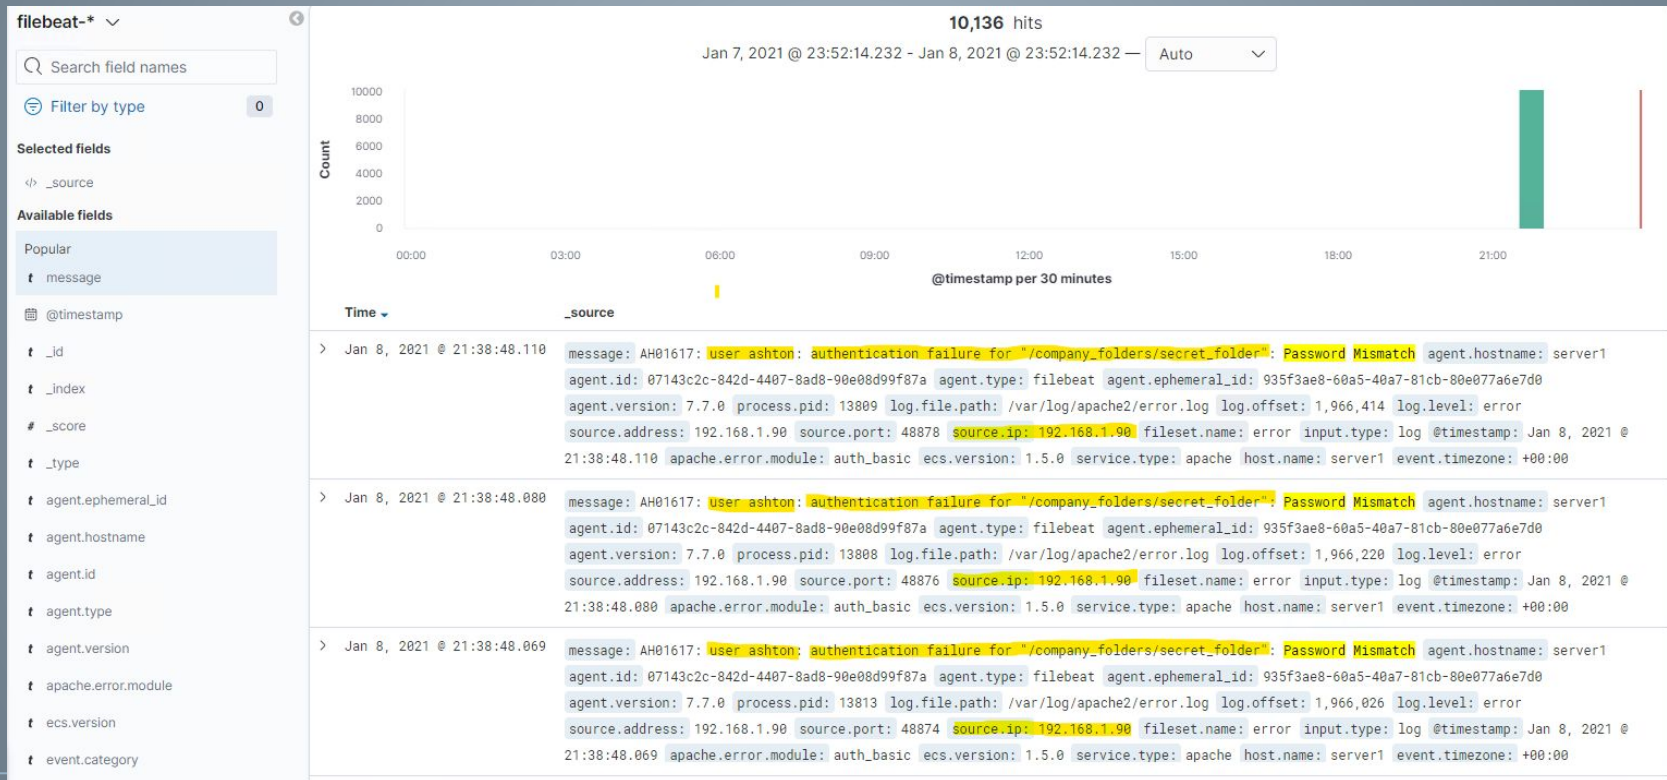 filebeat-*
Search field names
Filter by type 0
Selected fields
</> _source
Available fields
Popular
t message
@timestamp
t _id
t _index
# _score
t _type
t agent.ephemeral_id
t agent.hostname
t agent.id
t agent.type
t agent.version
t apache.error.module
t ecs.version
t event.category
10,136 hits
Jan 7, 2021 @ 23:52:14.232 - Jan 8, 2021 @ 23:52:14.232 — Auto
Count
10000
8000
6000
4000
2000
0
00:00 03:00 06:00 09:00 12:00 15:00 18:00 21:00
@timestamp per 30 minutes
Time _source
Jan 8, 2021 @ 21:38:48.110 message: AH01617: user ashton: authentication failure for "/company_folders/secret_folder": Password Mismatch agent.hostname: server1
agent.id: 07143c2c-842d-4407-8ad8-90e08d99f87a agent.type: filebeat agent.ephemeral_id: 935f3ae8-60a5-40a7-81cb-80e077a6e7d0
agent.version: 7.7.0 process.pid: 13809 log.file.path: /var/log/apache2/error.log log.offset: 1,966,414 log.level: error
source.address: 192.168.1.90 source.port: 48878 source.ip: 192.168.1.90 fileset.name: error input.type: log @timestamp: Jan 8, 2021 @
21:38:48.110 apache.error.module: auth_basic ecs.version: 1.5.0 service.type: apache host.name: server1 event.timezone: +00:00
Jan 8, 2021 @ 21:38:48.080 message: AH01617: user ashton: authentication failure for "/company_folders/secret_folder": Password Mismatch agent.hostname: server1
agent.id: 07143c2c-842d-4407-8ad8-90e08d99f87a agent.type: filebeat agent.ephemeral_id: 935f3ae8-60a5-40a7-81cb-80e077a6e7d0
agent.version: 7.7.0 process.pid: 13808 log.file.path: /var/log/apache2/error.log log.offset: 1,966,220 log.level: error
source.address: 192.168.1.90 source.port: 48876 source.ip: 192.168.1.90 fileset.name: error input.type: log @timestamp: Jan 8, 2021 @
21:38:48.080 apache.error.module: auth_basic ecs.version: 1.5.0 service.type: apache host.name: server1 event.timezone: +00:00
Jan 8, 2021 @ 21:38:48.069 message: AH01617: user ashton: authentication failure for "/company_folders/secret_folder": Password Mismatch agent.hostname: server1
agent.id: 07143c2c-842d-4407-8ad8-90e08d99f87a agent.type: filebeat agent.ephemeral_id: 935f3ae8-60a5-40a7-81cb-80e077a6e7d0
agent.version: 7.7.0 process.pid: 13813 log.file.path: /var/log/apache2/error.log log.offset: 1,966,026 log.level: error
source.address: 192.168.1.90 source.port: 48874 source.ip: 192.168.1.90 fileset.name: error input.type: log @timestamp: Jan 8, 2021 @
21:38:48.069 apache.error.module: auth_basic ecs.version: 1.5.0 service.type: apache host.name: server1 event.timezone: +00:00